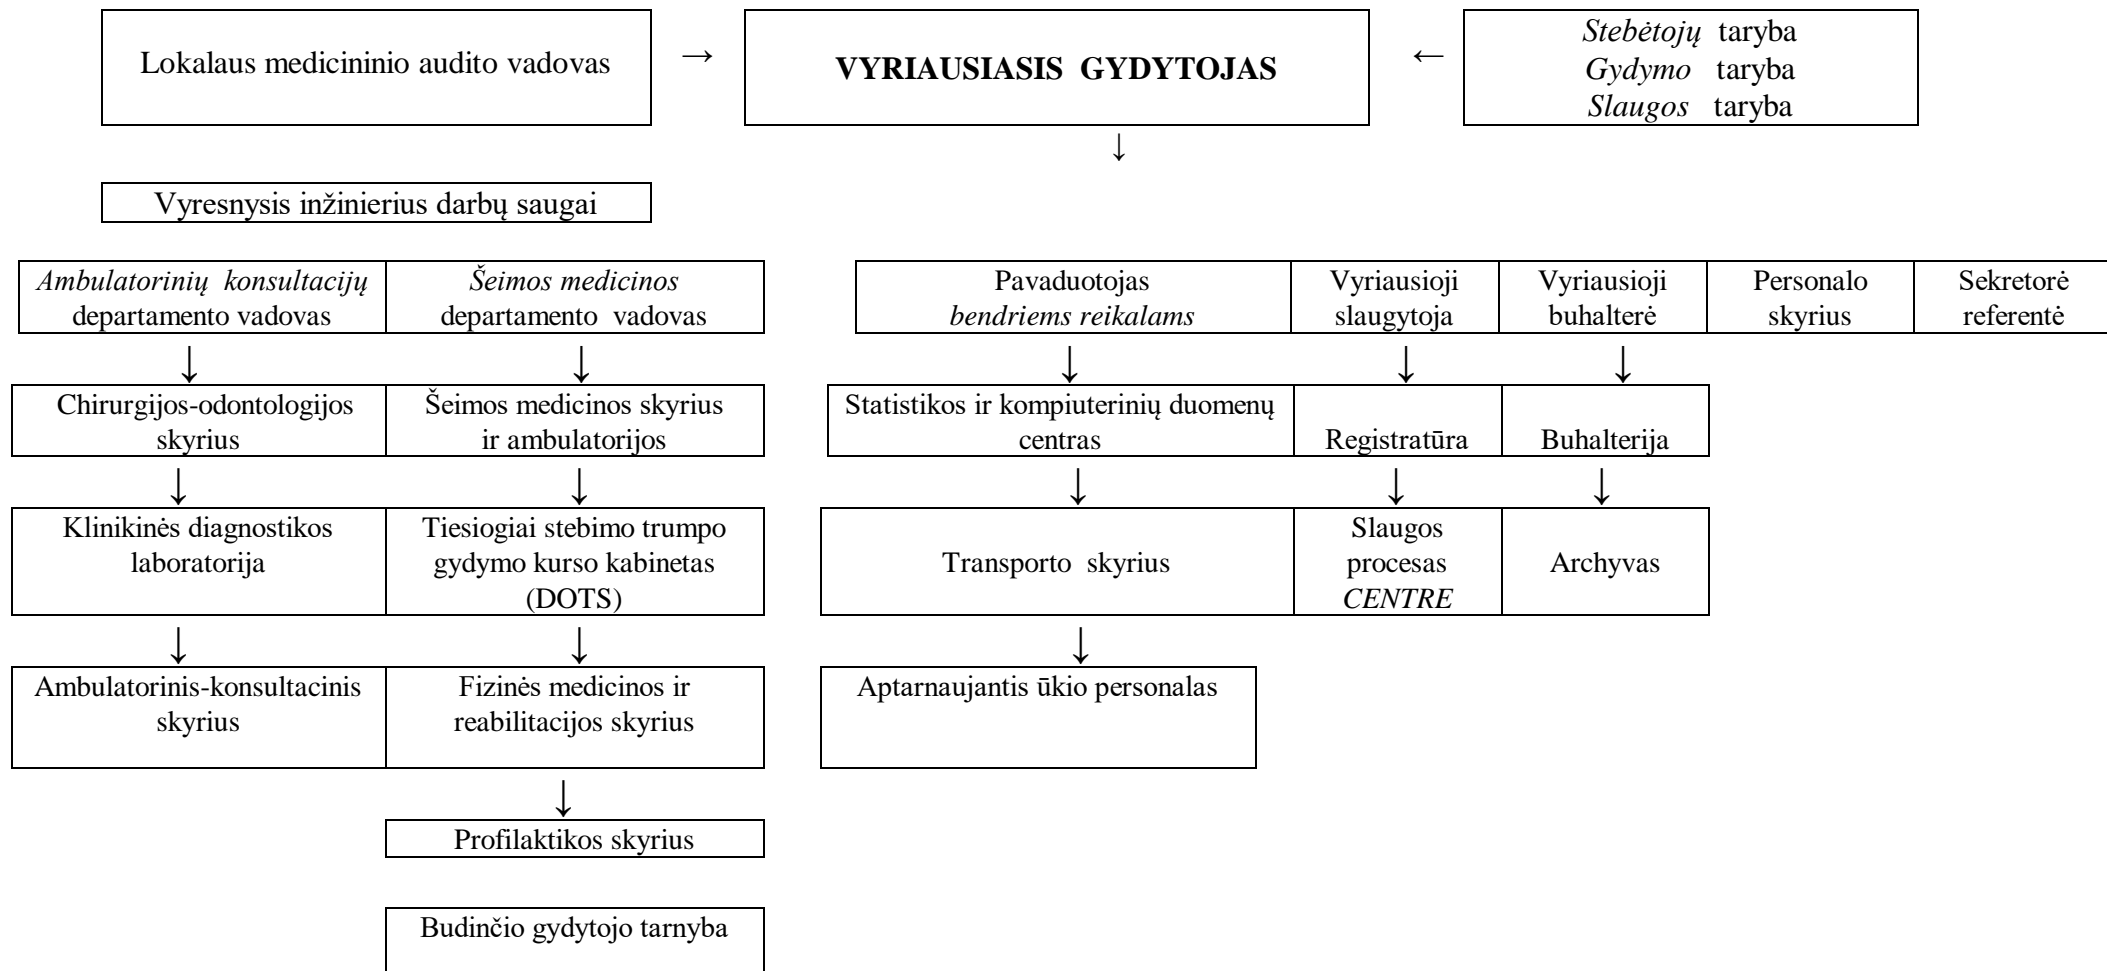 Lokalaus medicininio audito vadovas
→
VYRIAUSIASIS GYDYTOJAS
←
Stebėtojų taryba
Gydymo taryba
Slaugos taryba
↓
Vyresnysis inžinierius darbų saugai
Ambulatorinių konsultacijų
departamento vadovas
Šeimos medicinos
departamento vadovas
Pavaduotojas
bendriems reikalams
Vyriausioji
slaugytoja
Vyriausioji
buhalterė
Personalo
skyrius
Sekretorė
referentė
↓ ↓ ↓ ↓ ↓
Chirurgijos-odontologijos
skyrius
Šeimos medicinos skyrius
ir ambulatorijos
Statistikos ir kompiuterinių duomenų
centras
Registratūra
Buhalterija
↓ ↓ ↓ ↓ ↓
Klinikinės diagnostikos
laboratorija
Tiesiogiai stebimo trumpo
gydymo kurso kabinetas
(DOTS)
Transporto skyrius
Slaugos
procesas
CENTRE
Archyvas
↓ ↓ ↓
Ambulatorinis-konsultacinis
skyrius
Fizinės medicinos ir
reabilitacijos skyrius
Aptarnaujantis ūkio personalas
↓
Profilaktikos skyrius
Budinčio gydytojo tarnyba